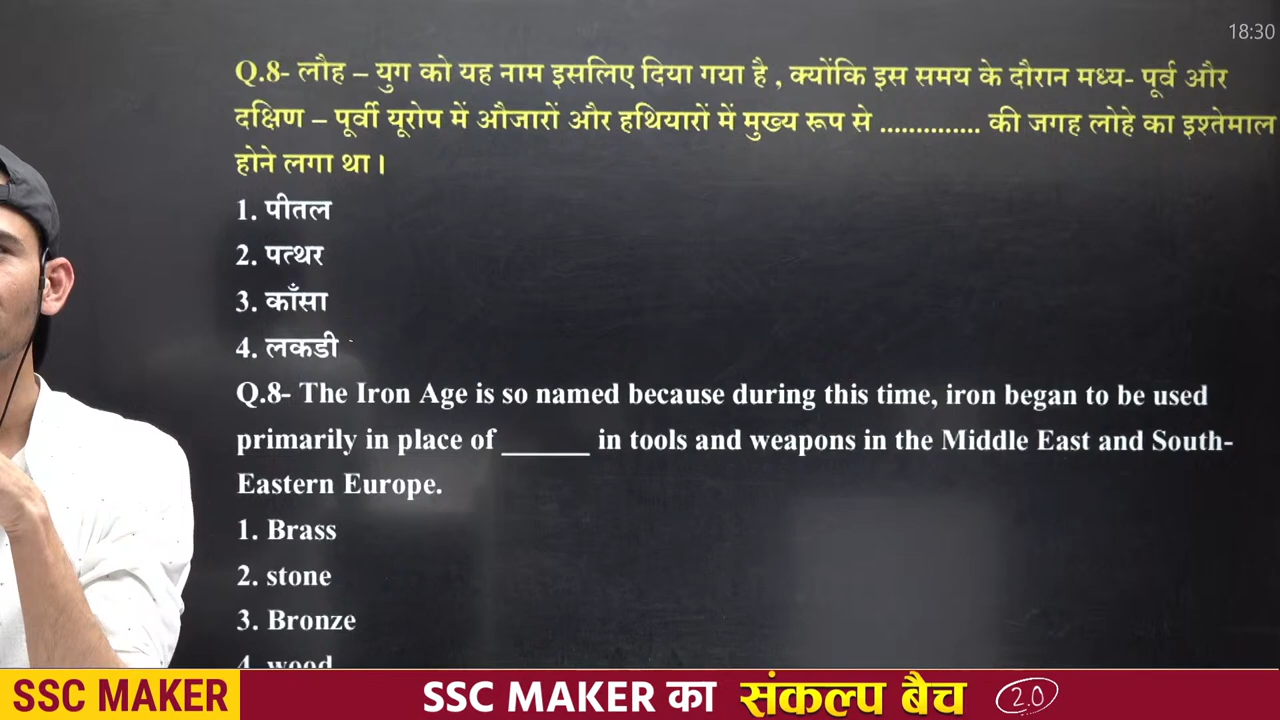 18:30
Q.8- लौह – युग को यह नाम इसलिए दिया गया है , क्योंकि इस समय के दौरान मध्य- पूर्व और
दक्षिण – पूर्वी यूरोप में औजारों और हथियारों में मुख्य रूप से .............. की जगह लोहे का इश्तेमाल
होने लगा था।
1. पीतल
2. पत्थर
3. काँसा
4. लकडी
Q.8- The Iron Age is so named because during this time, iron began to be used
primarily in place of ______ in tools and weapons in the Middle East and South-
Eastern Europe.
1. Brass
2. stone
3. Bronze
4. wood
SSC MAKER SSC MAKER का संकल्प बैच 2.0